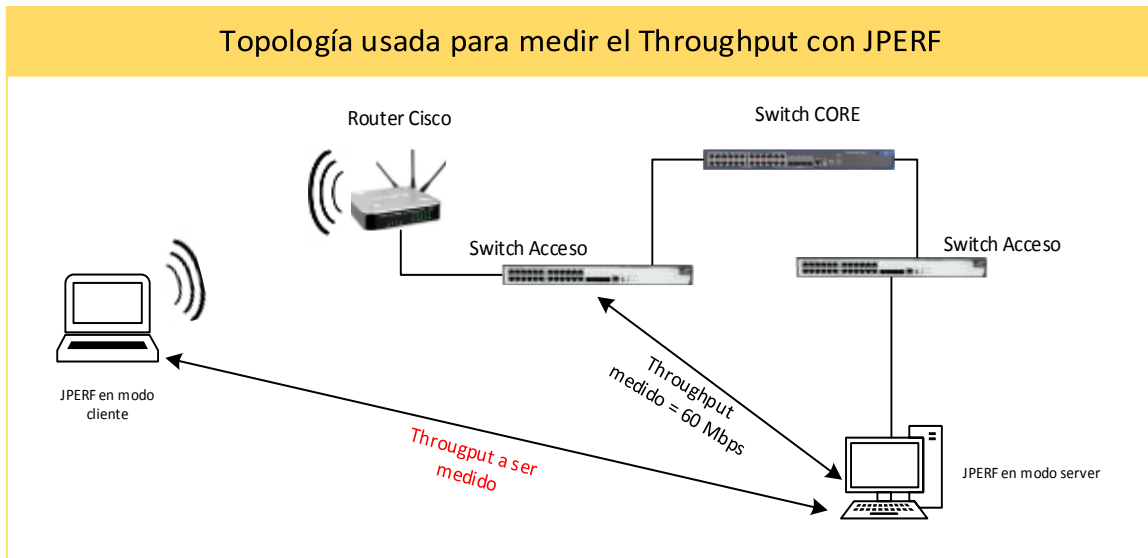 Topología usada para medir el Throughput con JPERF
Router Cisco
Switch CORE
Switch Acceso
Switch Acceso
JPERF en modo
cliente
Throughput
medido = 60 Mbps
Througput a ser
medido
JPERF en modo server